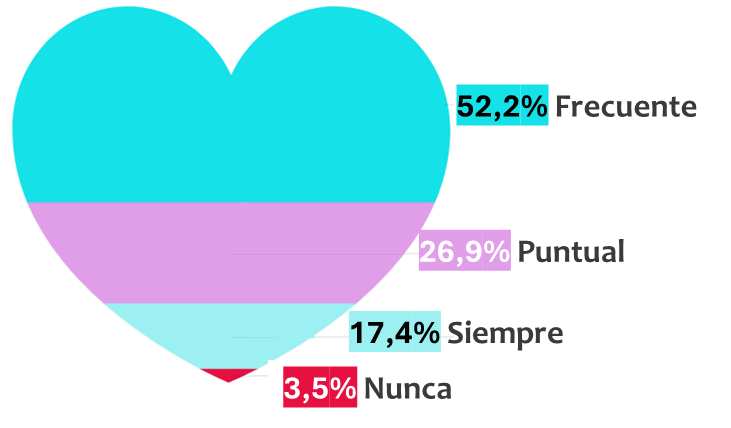 52,2% Frecuente
26,9% Puntual
17,4% Siempre
3,5% Nunca